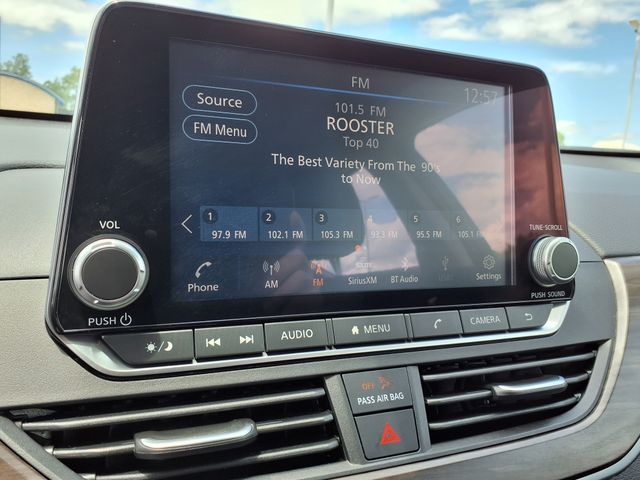 FM
12:57
Source
FM Menu
101.5 FM
ROOSTER
Top 40
The Best Variety From The 90's
to Now
1 2 3 4 5 6
97.9 FM 102.1 FM 105.3 FM 93.3 FM 95.5 FM 105.1 FM
Phone AM FM SiriusXM BT Audio Settings
VOL
PUSH
TUNE-SCROLL
PUSH SOUND
AUDIO MENU CAMERA
OFF
PASS AIR BAG